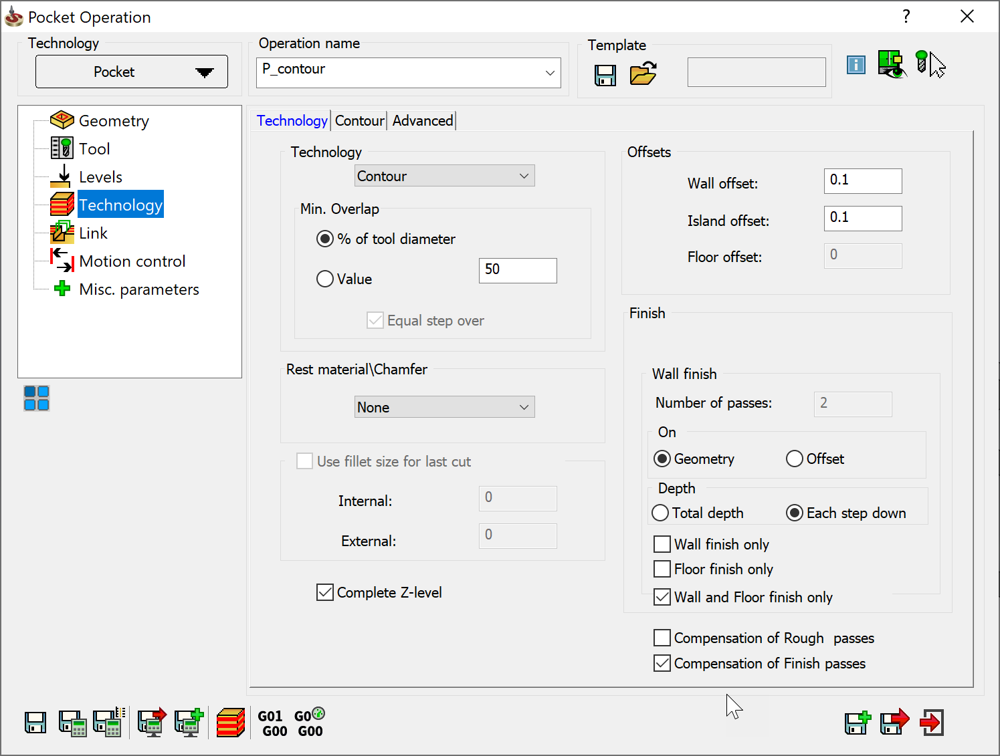 Pocket Operation
?
Technology
Pocket
Operation name
P_contour
Template
Geometry
Tool
Levels
Technology
Link
Motion control
Misc. parameters
Technology
Contour
Advanced
Technology
Contour
Min. Overlap
% of tool diameter
Value
50
Equal step over
Rest material\Chamfer
None
Use fillet size for last cut
Internal:
0
External:
0
Complete Z-level
Offsets
Wall offset:
0.1
Island offset:
0.1
Floor offset:
0
Finish
Wall finish
Number of passes:
2
On
Geometry
Offset
Depth
Total depth
Each step down
Wall finish only
Floor finish only
Wall and Floor finish only
Compensation of Rough  passes
Compensation of Finish passes
G01
G00
G0
G00